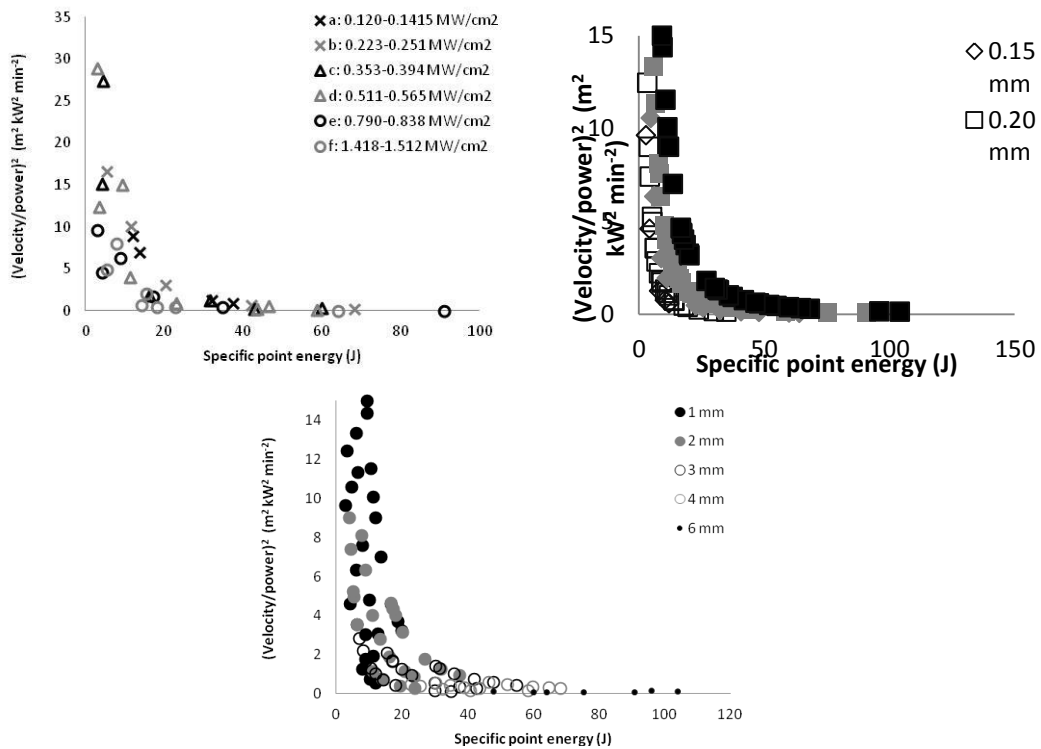 (Velocity/power)² (m² kW² min⁻²)
35
30
25
20
15
10
5
0
0 20 40 60 80 100
Specific point energy (J)
a: 0.120-0.1415 MW/cm2
b: 0.223-0.251 MW/cm2
c: 0.353-0.394 MW/cm2
d: 0.511-0.565 MW/cm2
e: 0.790-0.838 MW/cm2
f: 1.418-1.512 MW/cm2
(Velocity/power)² (m²
kW² min⁻²)
15
10
5
0
0 50 100 150
Specific point energy (J)
0.15
mm
0.20
mm
(Velocity/power)² (m² kW² min⁻²)
14
12
10
8
6
4
2
0
0 20 40 60 80 100 120
Specific point energy (J)
1 mm
2 mm
3 mm
4 mm
6 mm